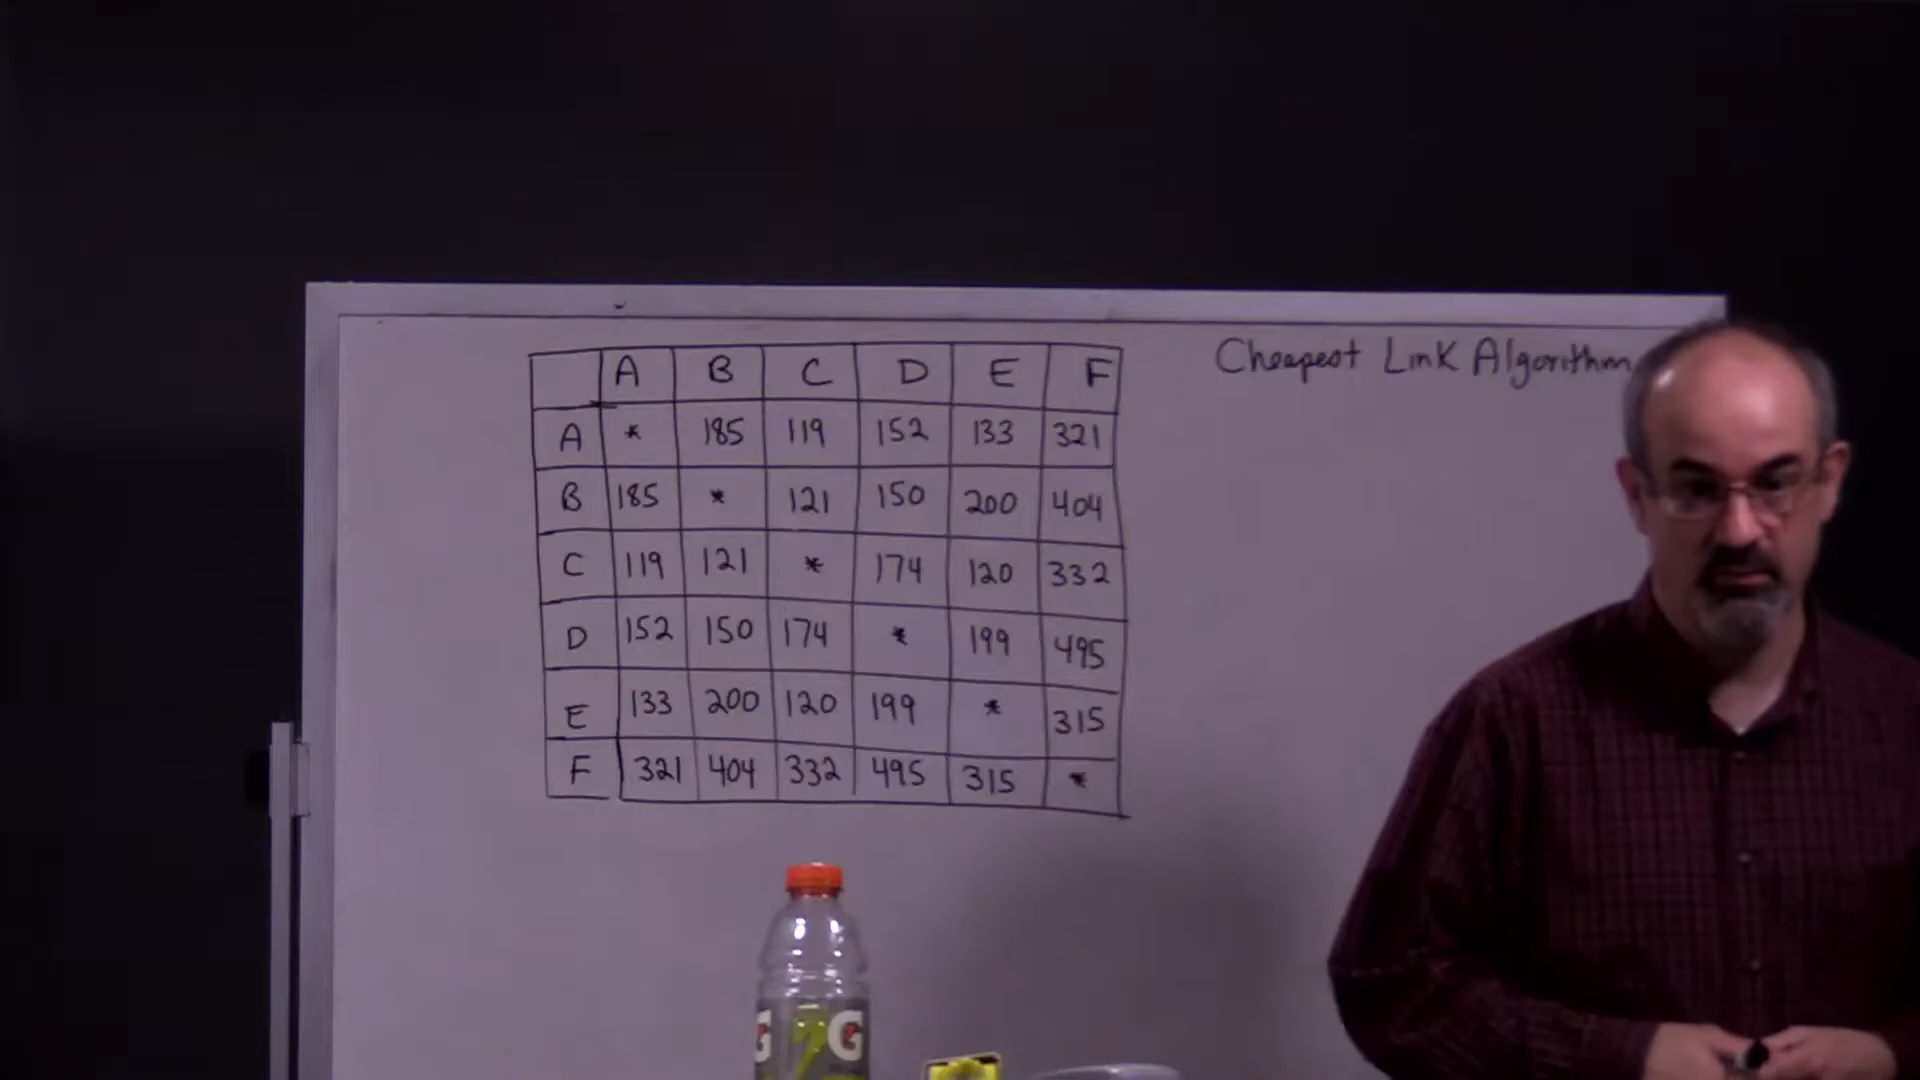 Cheapest Link Algorithm
A B C D E F
A * 185 119 152 133 321
B 185 * 121 150 200 404
C 119 121 * 174 120 332
D 152 150 174 * 199 495
E 133 200 120 199 * 315
F 321 404 332 495 315 *
G G